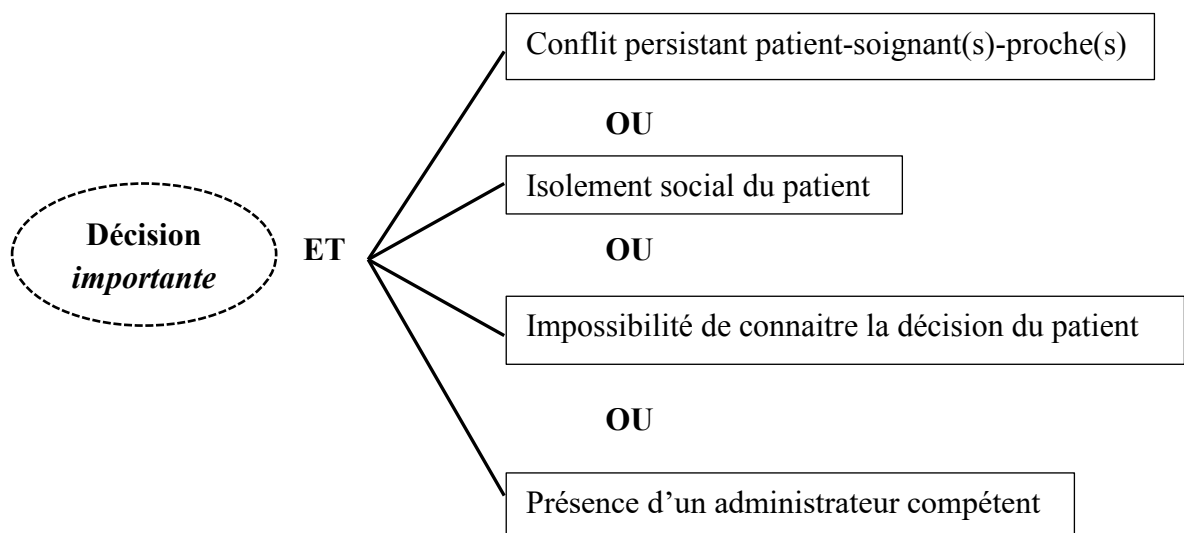 Conflit persistant patient-soignant(s)-proche(s)
OU
Isolement social du patient
Décision
importante
ET
OU
Impossibilité de connaitre la décision du patient
OU
Présence d’un administrateur compétent